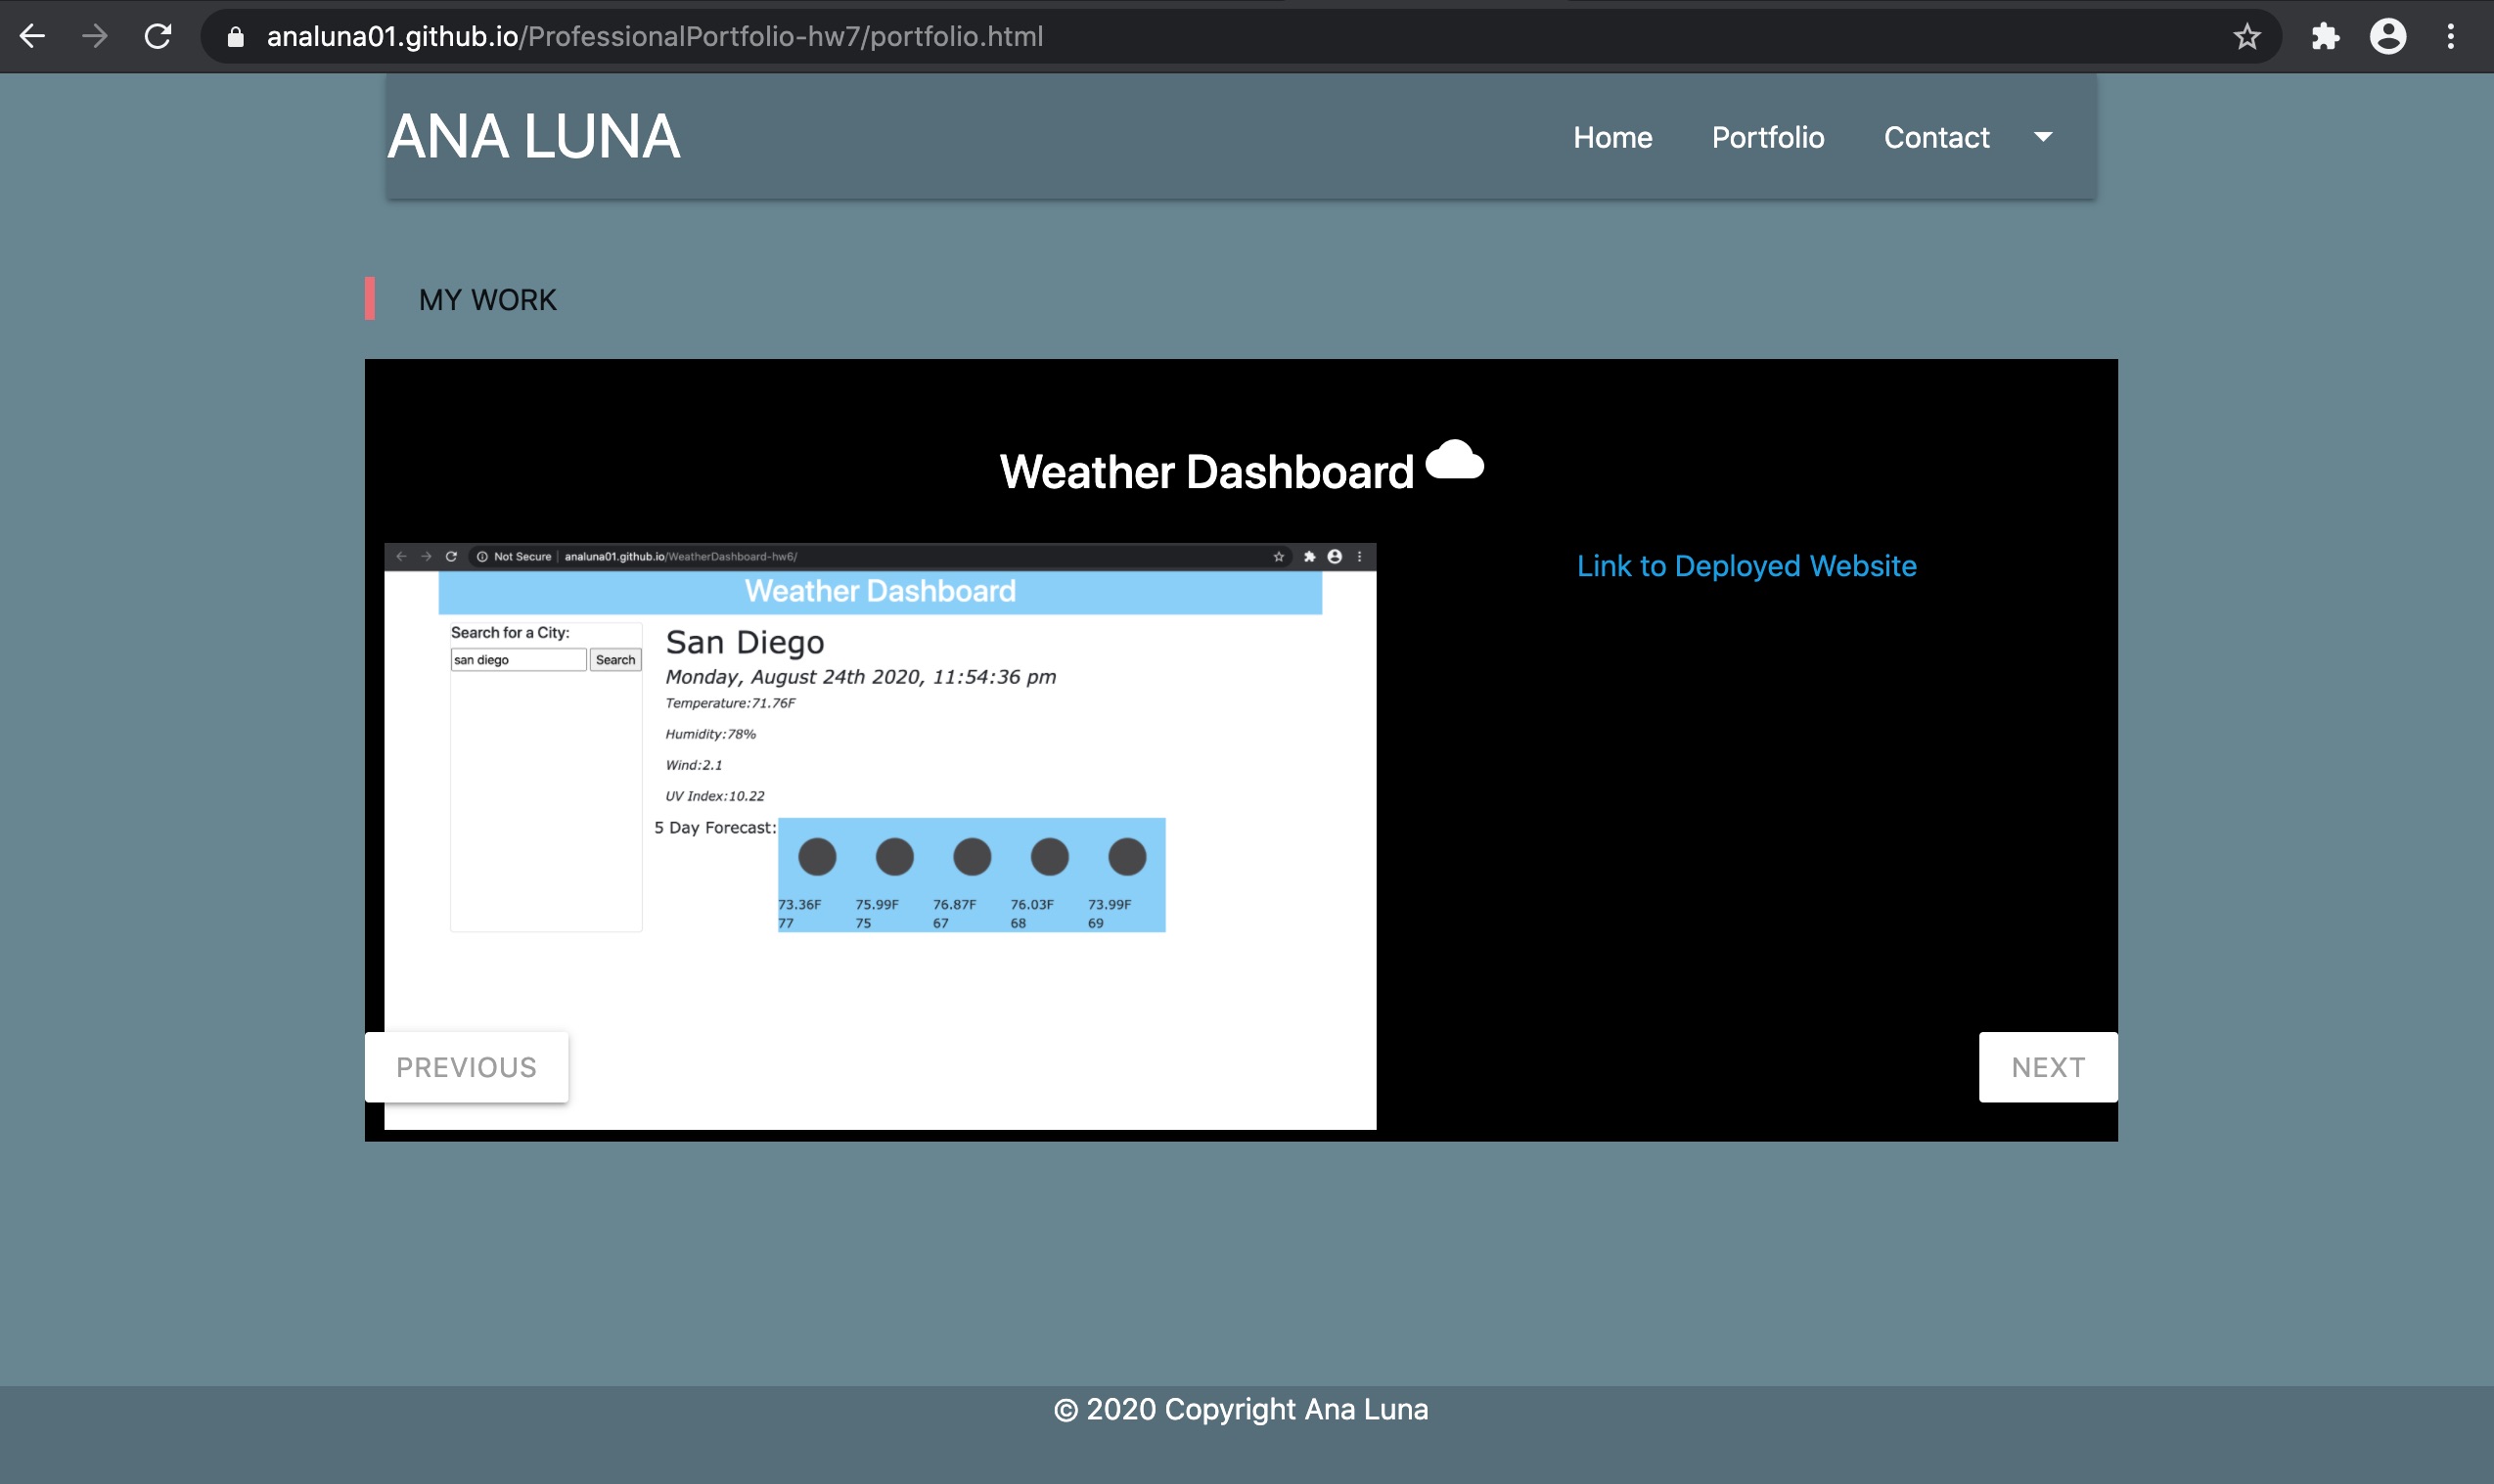 analuna01.github.io/ProfessionalPortfolio-hw7/portfolio.html
ANA LUNA
Home Portfolio Contact
MY WORK
Weather Dashboard
Not Secure | analuna01.github.io/WeatherDashboard-hw6/
Link to Deployed Website
Weather Dashboard
Search for a City:
san diego Search
San Diego
Monday, August 24th 2020, 11:54:36 pm
Temperature:71.76F
Humidity:78%
Wind:2.1
UV Index:10.22
5 Day Forecast:
73.36F 75.99F 76.87F 76.03F 73.99F
77 75 67 68 69
PREVIOUS NEXT
© 2020 Copyright Ana Luna